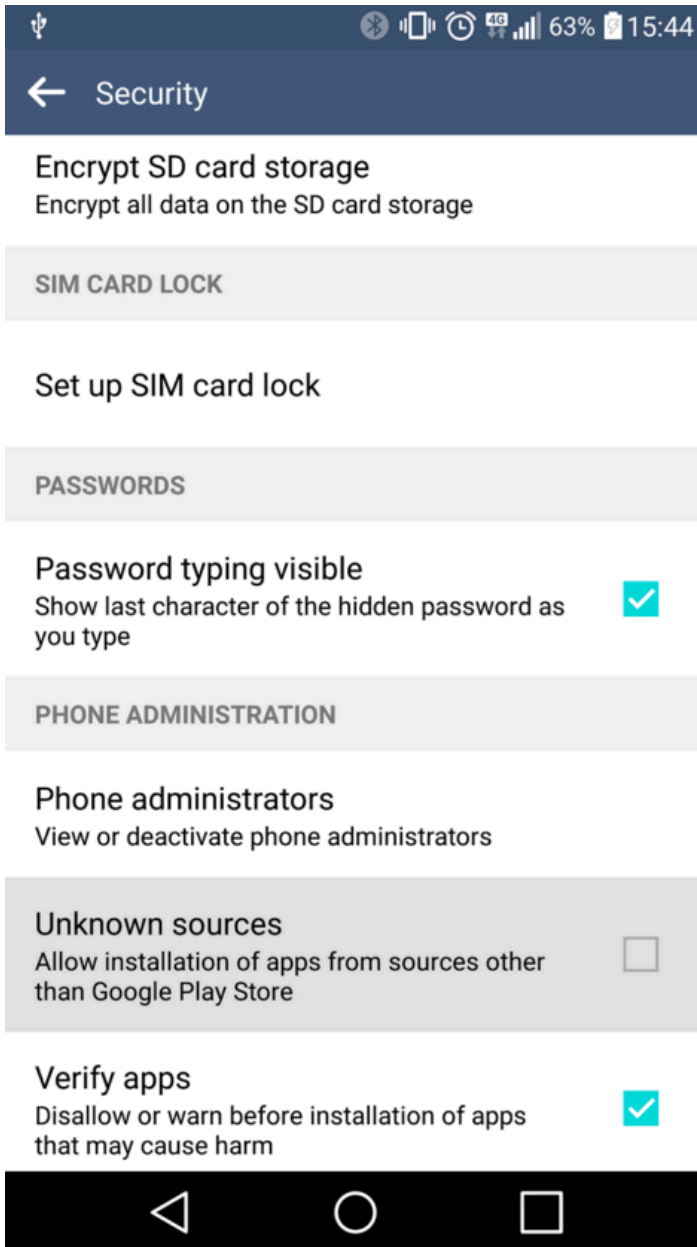 4G 63% 15:44
Security
Encrypt SD card storage
Encrypt all data on the SD card storage
SIM CARD LOCK
Set up SIM card lock
PASSWORDS
Password typing visible
Show last character of the hidden password as
you type
PHONE ADMINISTRATION
Phone administrators
View or deactivate phone administrators
Unknown sources
Allow installation of apps from sources other
than Google Play Store
Verify apps
Disallow or warn before installation of apps
that may cause harm